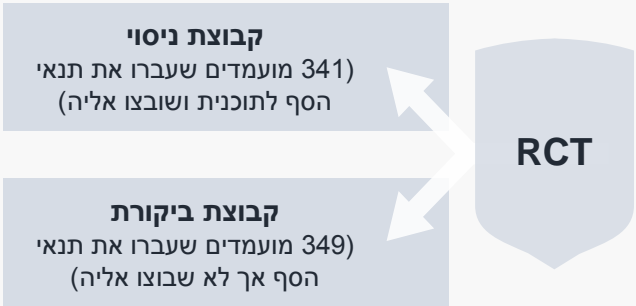 קבוצת ניסוי
(341 מועמדים שעברו את תנאי
הסף לתוכנית ושובצו אליה)
RCT
קבוצת ביקורת
(349 מועמדים שעברו את תנאי
הסף אך לא שבוצו אליה)